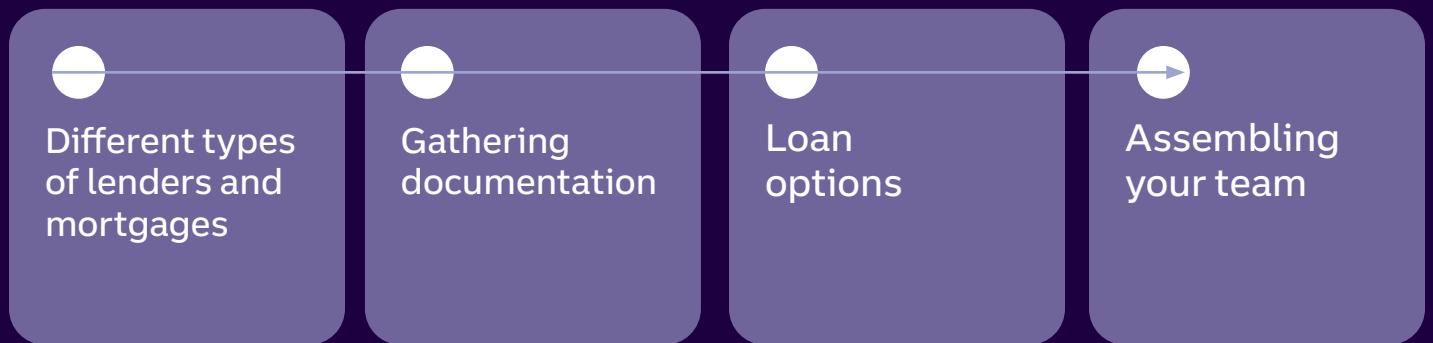 Different types
of lenders and
mortgages
Gathering
documentation
Loan
options
Assembling
your team